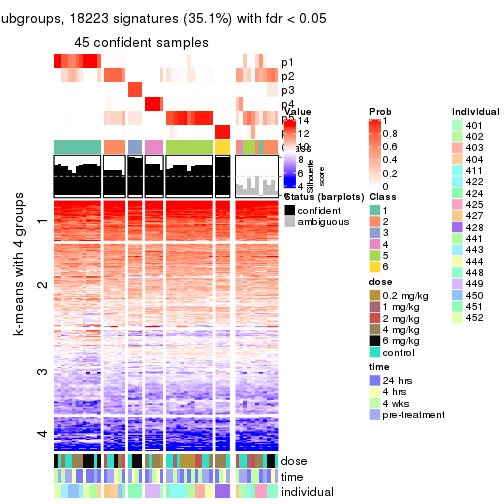 ubgroups, 18223 signatures (35.1%) with fdr < 0.05
45 confident samples
p1
p2
p3
p4
p5
p6
Value
14
12
10
8
6
4
Silhouette
score
Prob
1
0.8
0.6
0.4
0.2
0
Individual
401
402
403
404
411
422
424
425
427
428
441
443
444
448
449
450
451
452
Status (barplots)
confident
ambiguous
Class
1
2
3
4
5
6
dose
0.2 mg/kg
1 mg/kg
2 mg/kg
4 mg/kg
6 mg/kg
control
time
24 hrs
4 hrs
4 wks
pre-treatment
k-means with 4 groups
1
2
3
4
dose
time
individual